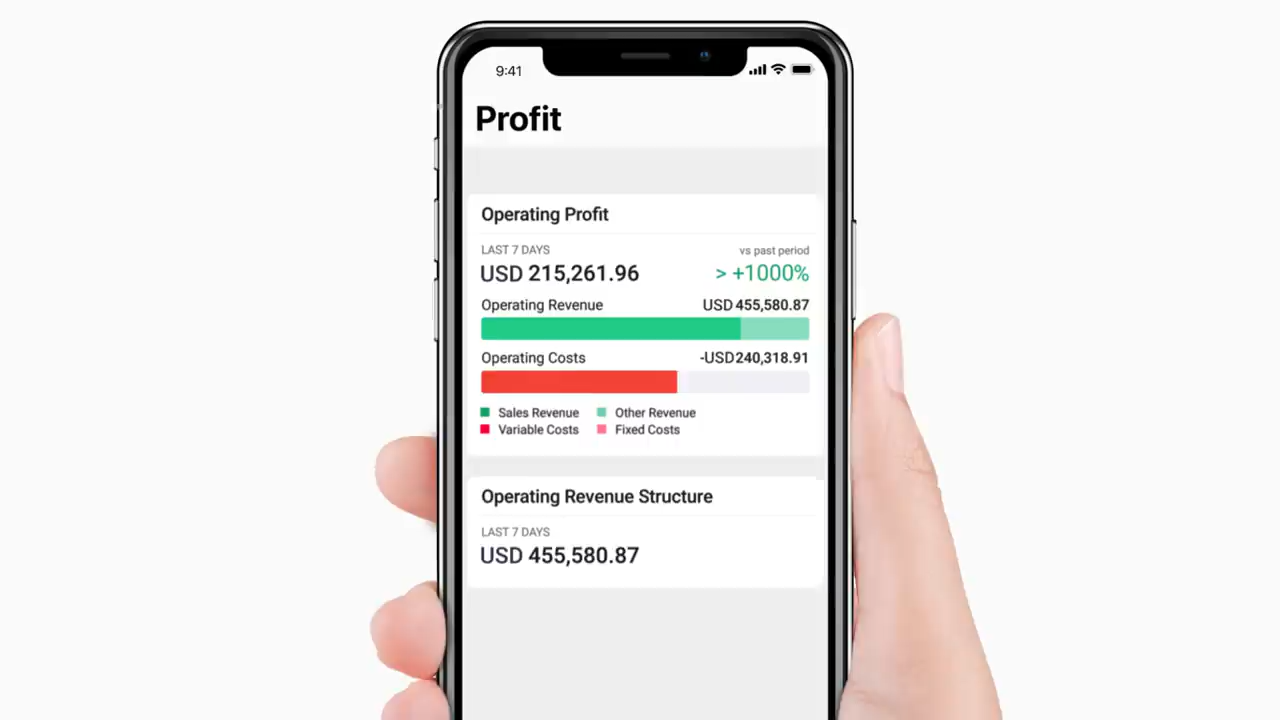 9:41
Profit
Operating Profit
LAST 7 DAYS vs past period
USD 215,261.96 > +1000%
Operating Revenue USD 455,580.87
Operating Costs -USD240,318.91
Sales Revenue Other Revenue
Variable Costs Fixed Costs
Operating Revenue Structure
LAST 7 DAYS
USD 455,580.87